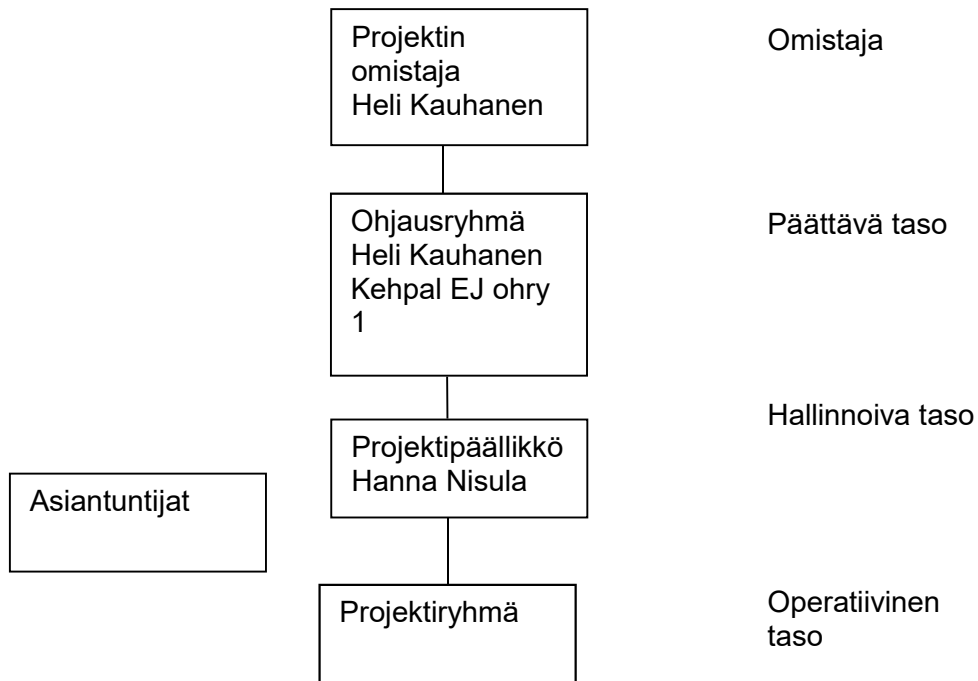 Projektin
omistaja
Heli Kauhanen
Omistaja
Ohjausryhmä
Heli Kauhanen
Kehpal EJ ohry
1
Päättävä taso
Projektipäällikkö
Hanna Nisula
Hallinnoiva taso
Asiantuntijat
Projektiryhmä
Operatiivinen
taso